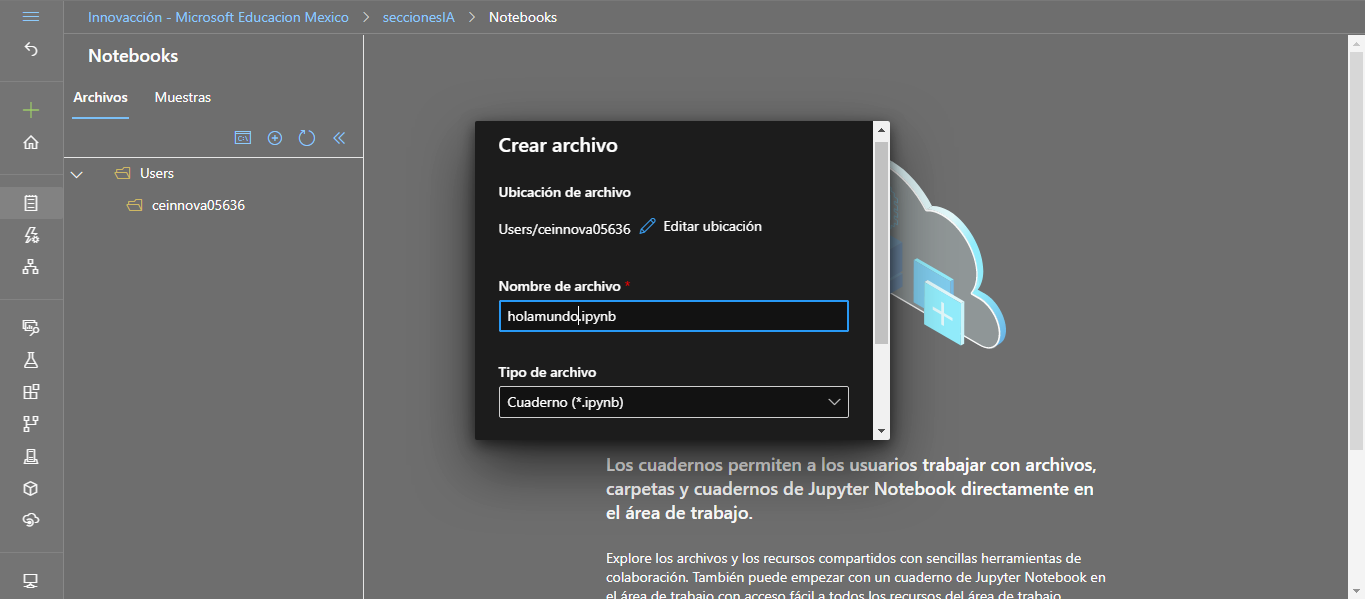 Innovacción - Microsoft Educacion Mexico > seccionesIA > Notebooks
Notebooks
Archivos Muestras
Users
ceinnova05636
Crear archivo
Ubicación de archivo
Users/ceinnova05636 Editar ubicación
Nombre de archivo *
holamundo.ipynb
Tipo de archivo
Cuaderno (*.ipynb)
Los cuadernos permiten a los usuarios trabajar con archivos,
carpetas y cuadernos de Jupyter Notebook directamente en
el área de trabajo.
Explore los archivos y los recursos compartidos con sencillas herramientas de
colaboración. También puede empezar con un cuaderno de Jupyter Notebook en
el área de trabajo con acceso fácil a todos los recursos del área de trabajo.